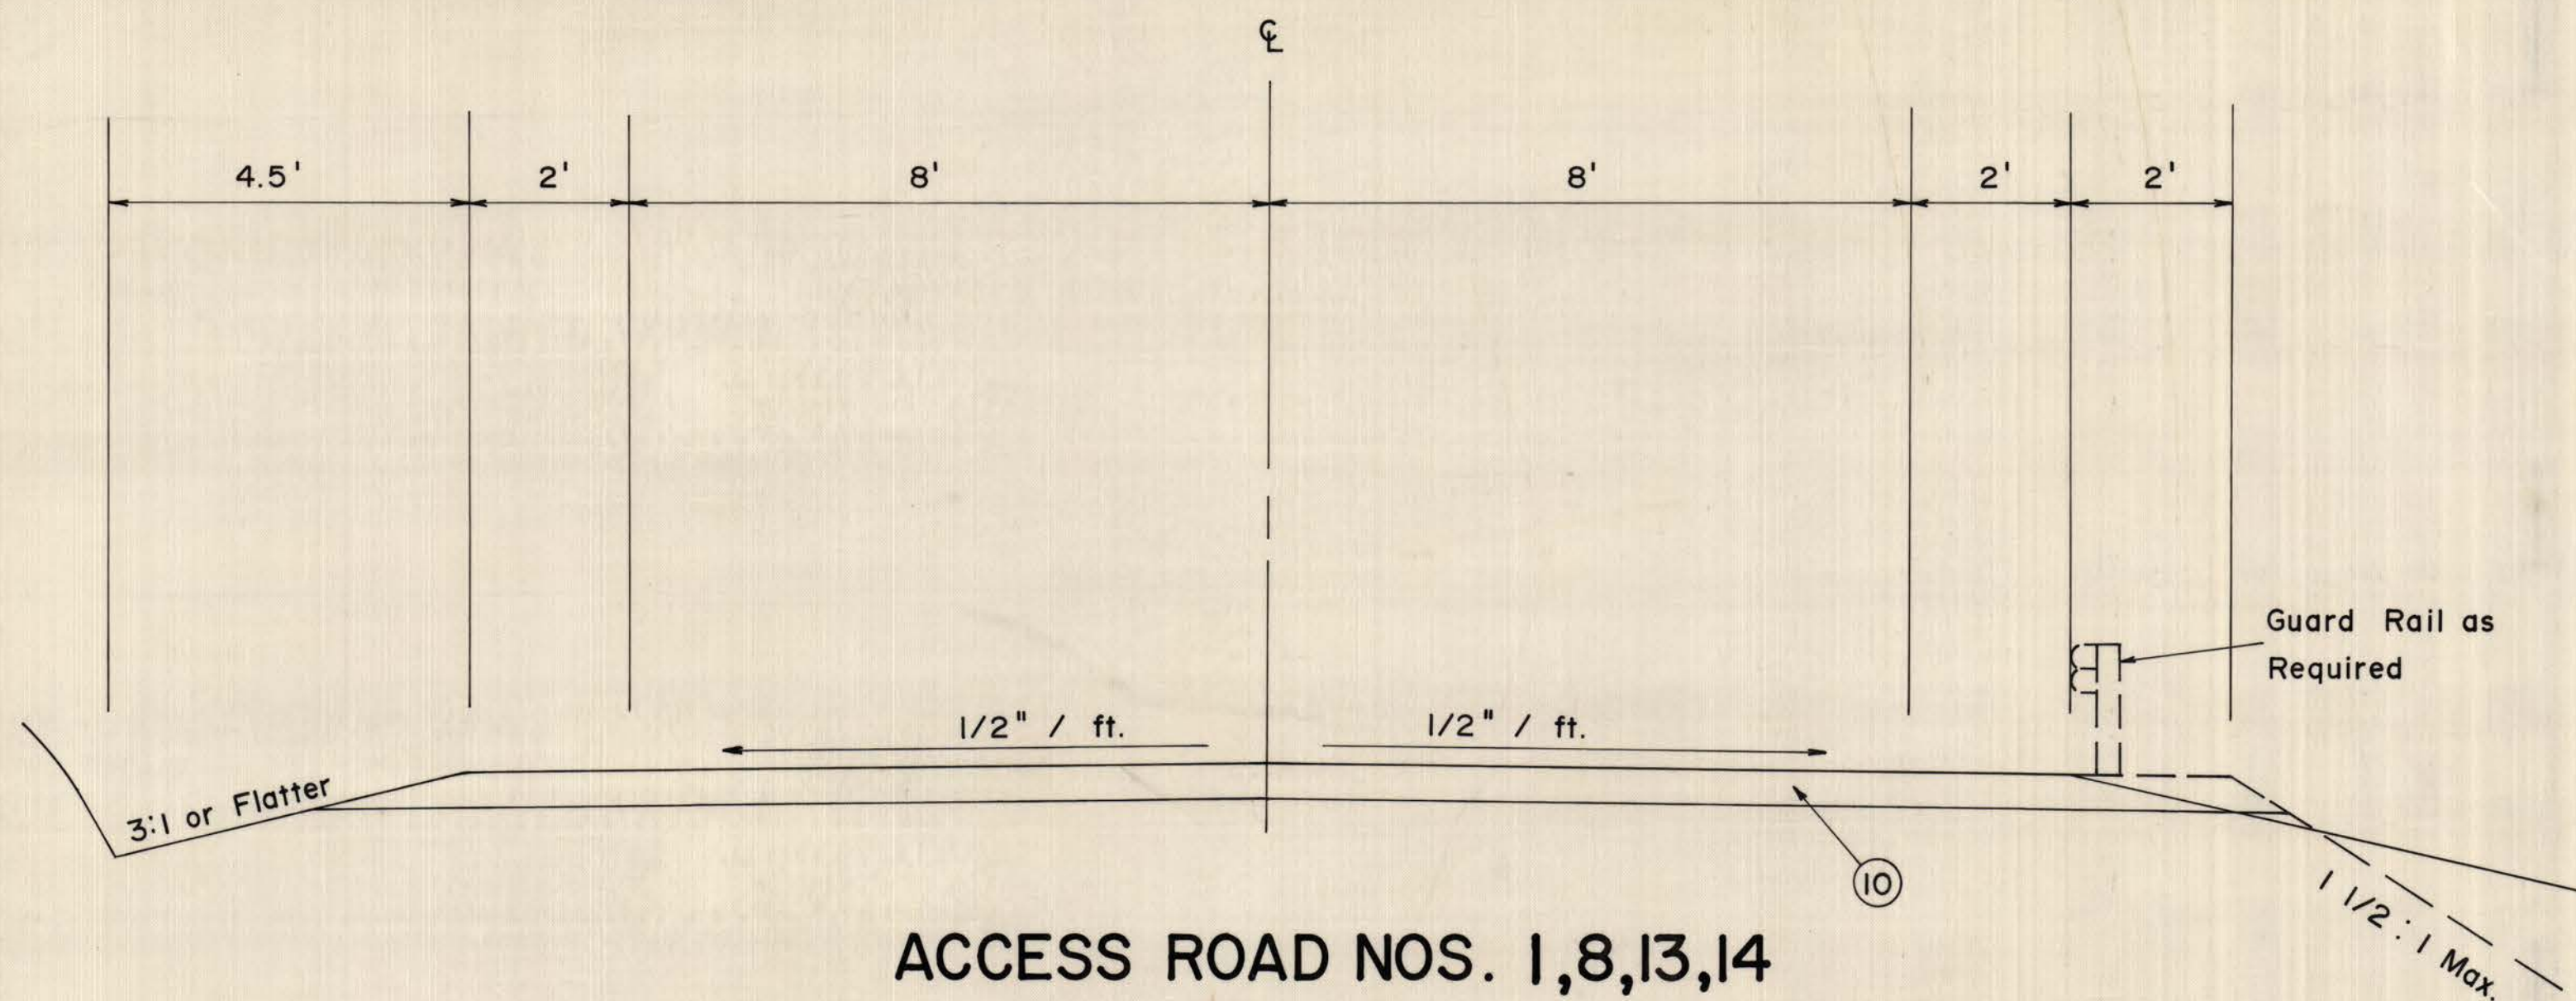 ℄
4.5' 2' 8' 8' 2' 2'
Guard Rail as
Required
1/2" / ft. 1/2" / ft.
3:1 or Flatter
10
1 1/2 : 1 Max.
ACCESS ROAD NOS. 1,8,13,14